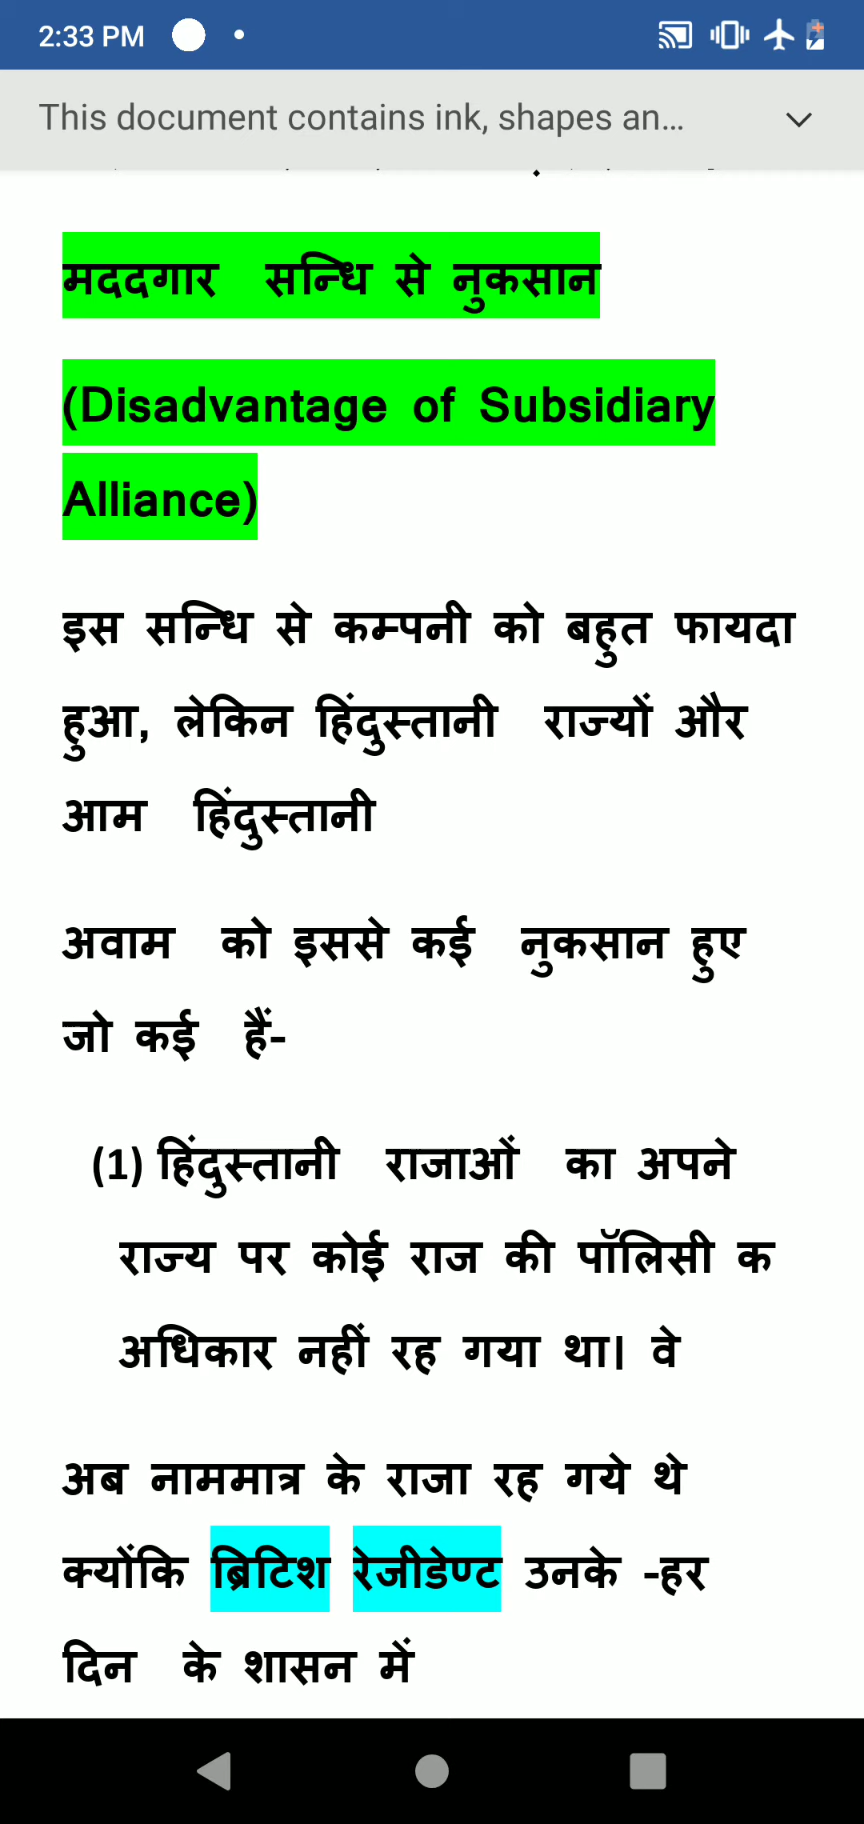 2:33 PM
This document contains ink, shapes an...
मददगार सन्धि से नुकसान
(Disadvantage of Subsidiary
Alliance)
इस सन्धि से कम्पनी को बहुत फायदा
हुआ, लेकिन हिंदुस्तानी राज्यों और
आम हिंदुस्तानी
अवाम को इससे कई नुकसान हुए
जो कई हैं-
(1) हिंदुस्तानी राजाओं का अपने
राज्य पर कोई राज की पॉलिसी क
अधिकार नहीं रह गया था। वे
अब नाममात्र के राजा रह गये थे
क्योंकि ब्रिटिश रेजीडेण्ट उनके -हर
दिन के शासन में